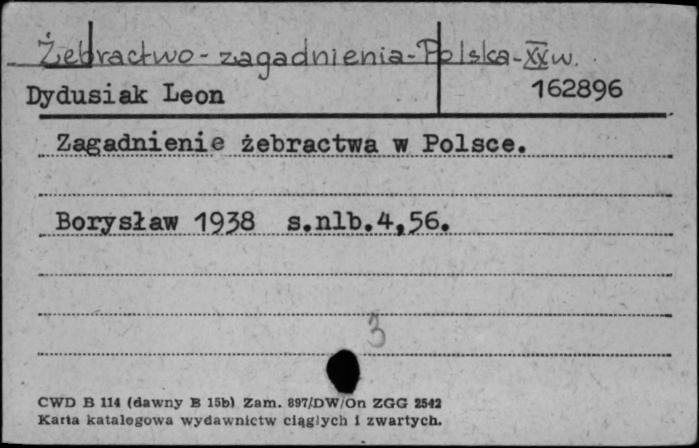 Żebractwo - zagadnienia - Polska - XX w.
Dydusiak Leon 162896
Zagadnienie żebractwa w Polsce.
Borysław 1938 s.nlb.4,56.
3
CWD B 114 (dawny B 15b) Zam. 897/DW/On ZGG 2542
Karta katalogowa wydawnictw ciągłych i zwartych.